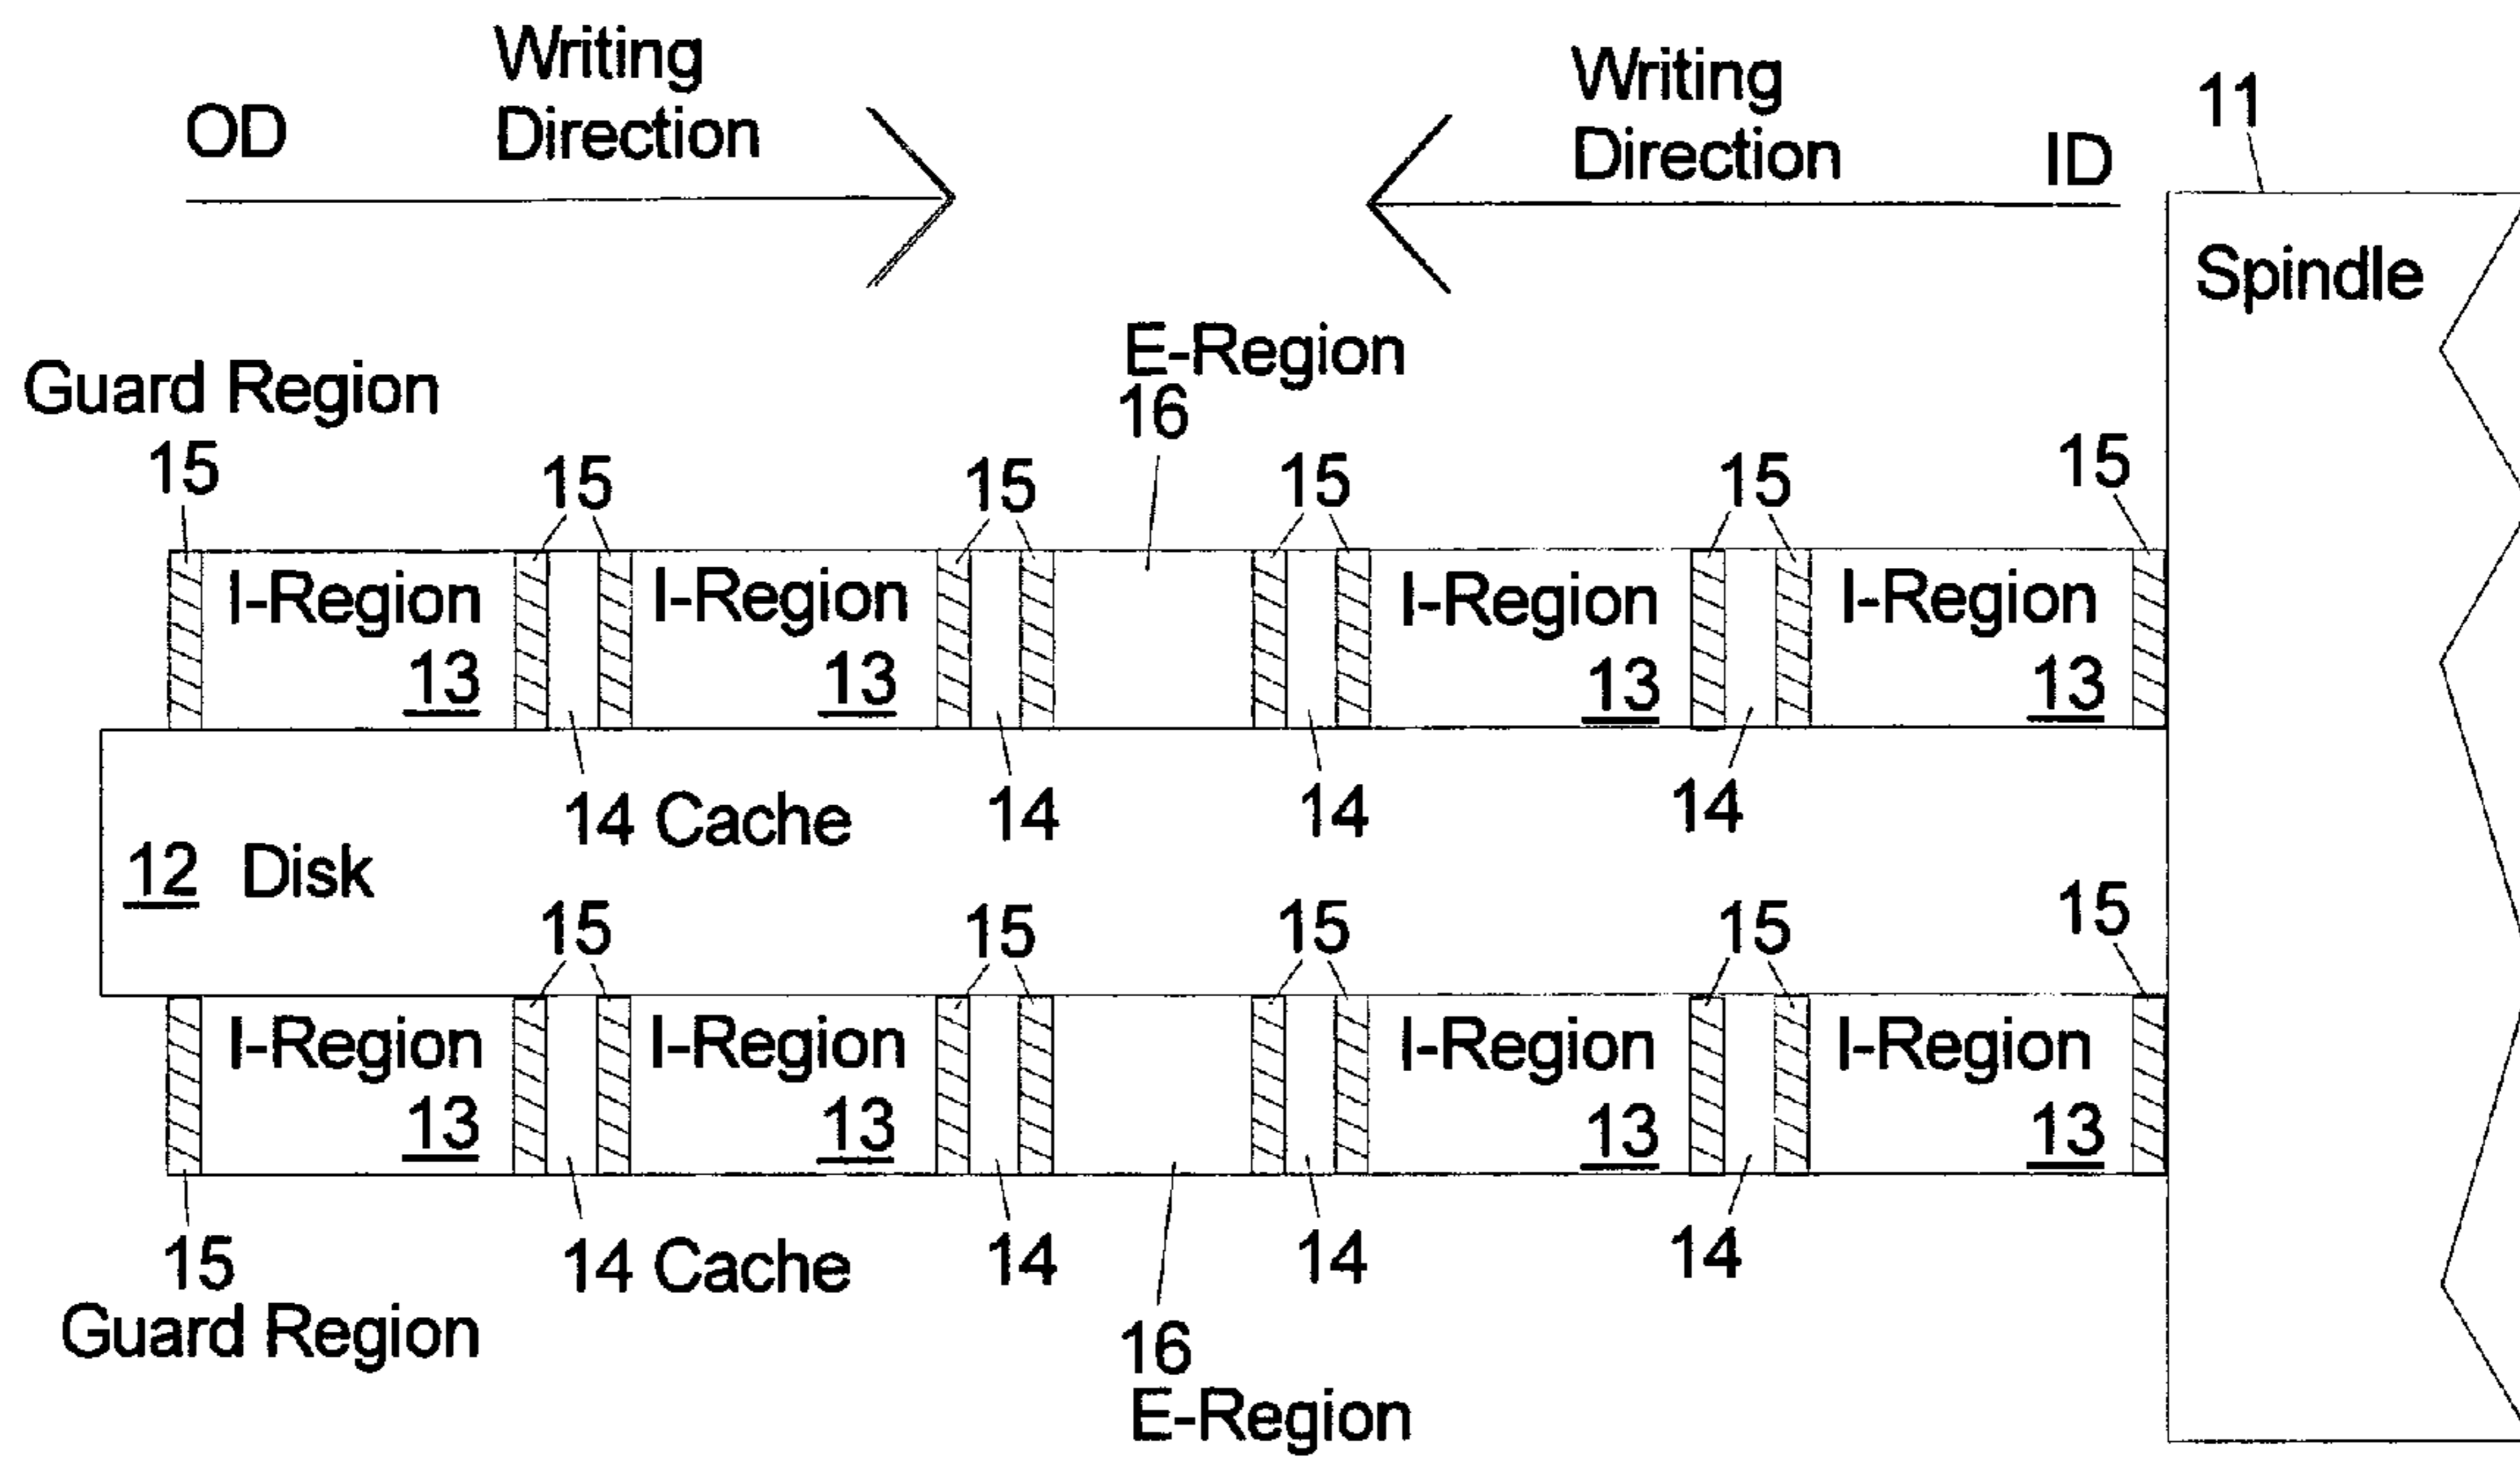 Writing
Direction
OD
Writing
Direction
ID
11
Spindle
E-Region
16
Guard Region
15
15
15
15
15
15
I-Region
13
I-Region
13
I-Region
13
I-Region
13
14 Cache
14
14
14
12 Disk
15
15
15
15
15
I-Region
13
I-Region
13
I-Region
13
I-Region
13
15
Guard Region
14 Cache
14
14
14
16
E-Region